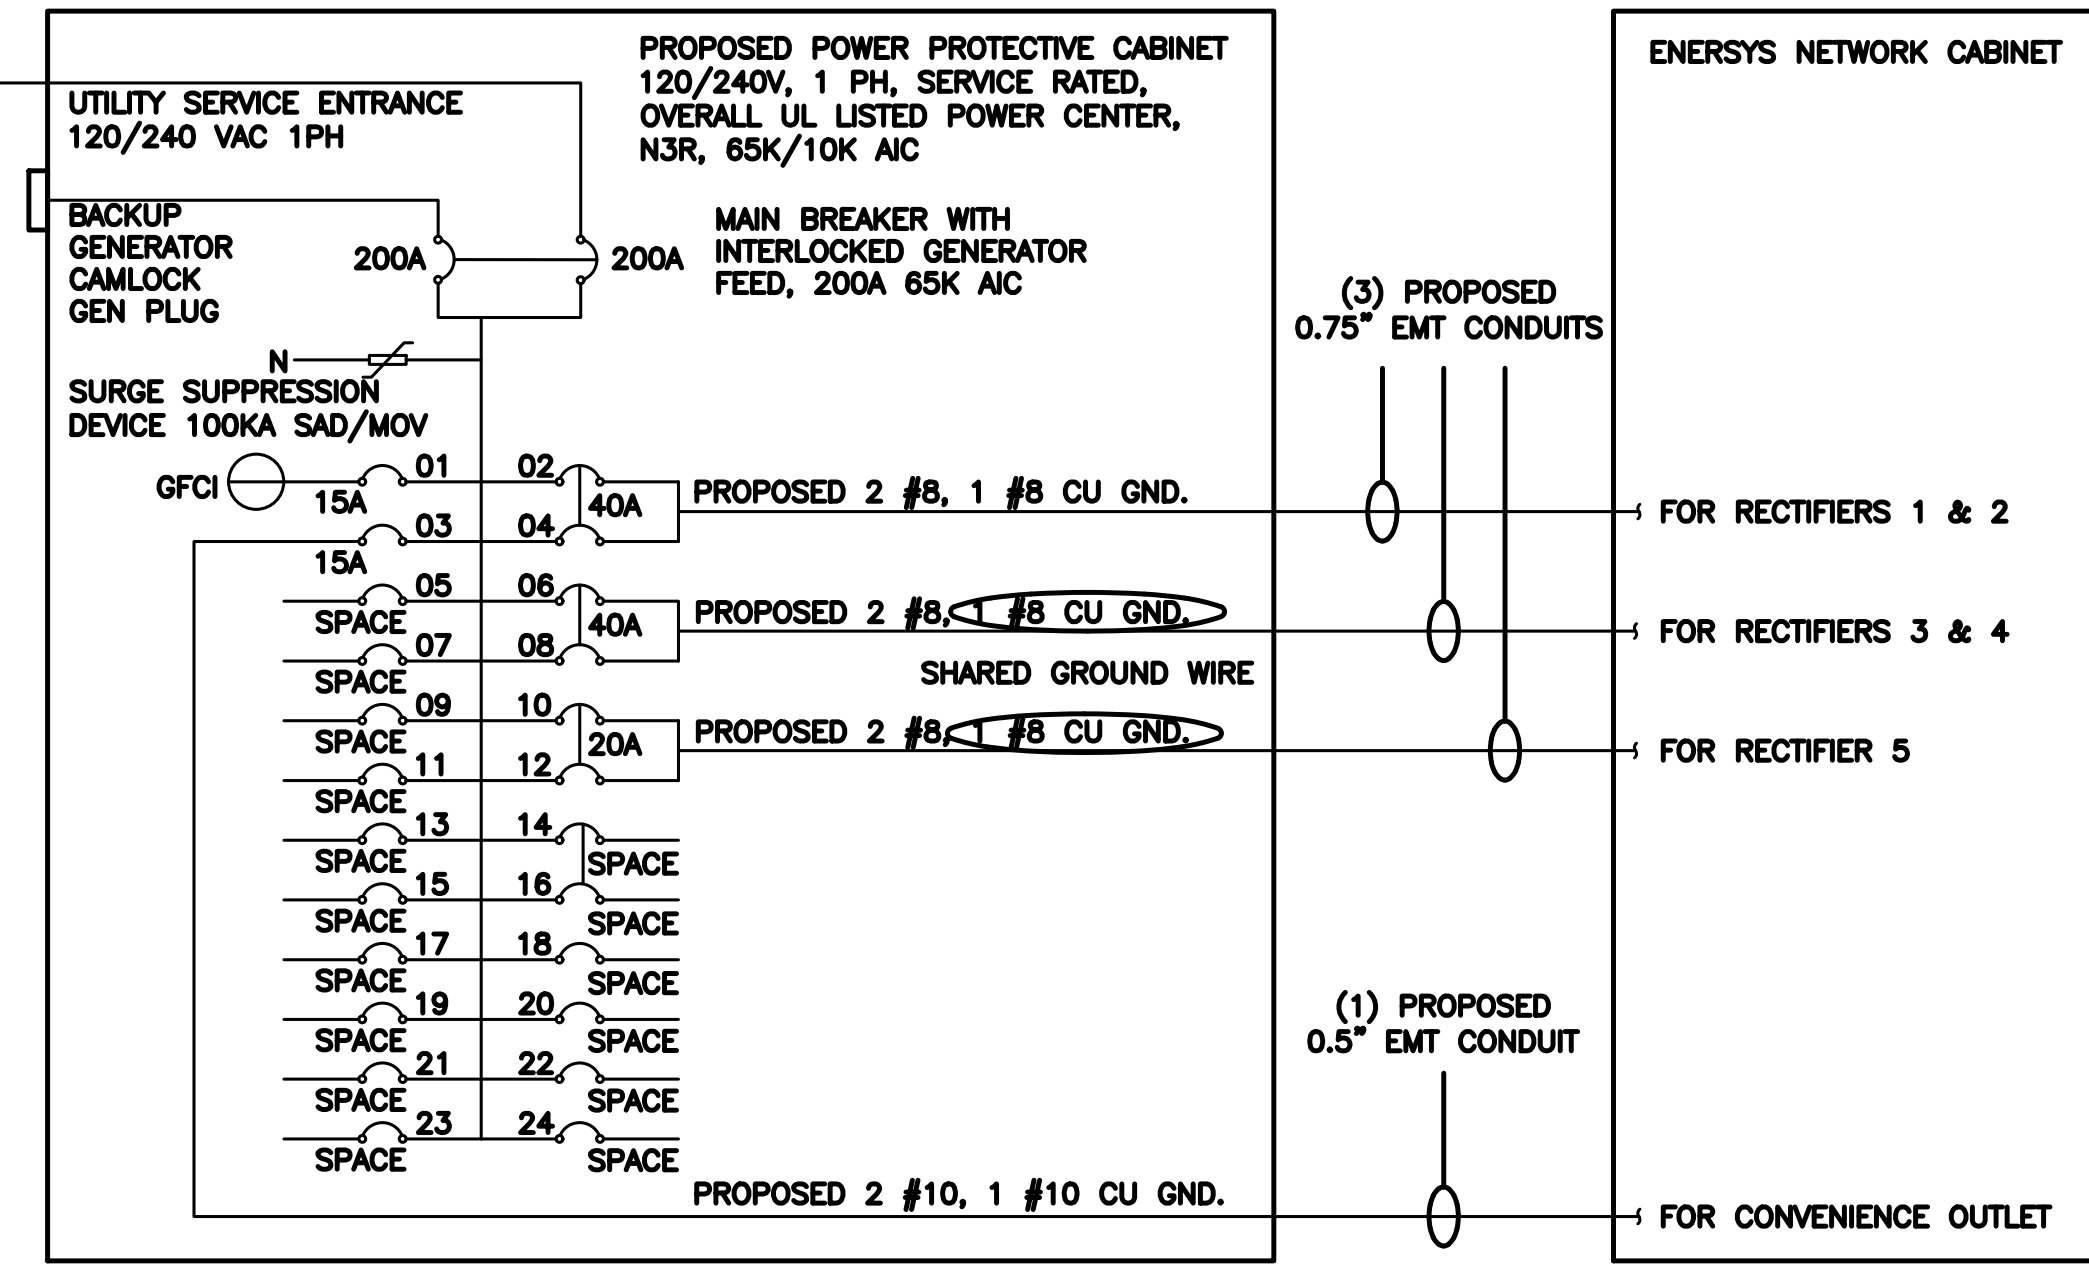 PROPOSED POWER PROTECTIVE CABINET
120/240V, 1 PH, SERVICE RATED,
OVERALL UL LISTED POWER CENTER,
N3R, 65K/10K AIC
ENERSYS NETWORK CABINET
UTILITY SERVICE ENTRANCE
120/240 VAC 1PH
BACKUP
GENERATOR
CAMLOCK
GEN PLUG
200A
200A
MAIN BREAKER WITH
INTERLOCKED GENERATOR
FEED, 200A 65K AIC
(3) PROPOSED
0.75" EMT CONDUITS
N
SURGE SUPPRESSION
DEVICE 100KA SAD/MOV
GFCI
15A
01
02
40A
PROPOSED 2 #8, 1 #8 CU GND.
FOR RECTIFIERS 1 & 2
15A
03
04
SPACE
05
06
40A
PROPOSED 2 #8, 1 #8 CU GND.
FOR RECTIFIERS 3 & 4
SPACE
07
08
SHARED GROUND WIRE
SPACE
09
10
20A
PROPOSED 2 #8, 1 #8 CU GND.
FOR RECTIFIER 5
SPACE
11
12
SPACE
13
14
SPACE
SPACE
15
16
SPACE
SPACE
17
18
SPACE
SPACE
19
20
SPACE
SPACE
21
22
SPACE
SPACE
23
24
SPACE
(1) PROPOSED
0.5" EMT CONDUIT
PROPOSED 2 #10, 1 #10 CU GND.
FOR CONVENIENCE OUTLET